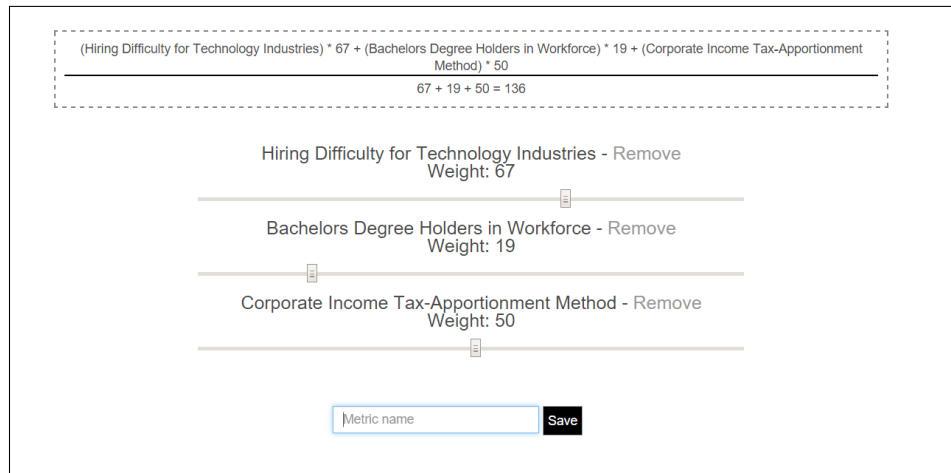 (Hiring Difficulty for Technology Industries) * 67 + (Bachelors Degree Holders in Workforce) * 19 + (Corporate Income Tax-Apportionment
Method) * 50
67 + 19 + 50 = 136
Hiring Difficulty for Technology Industries - Remove
Weight: 67
Bachelors Degree Holders in Workforce - Remove
Weight: 19
Corporate Income Tax-Apportionment Method - Remove
Weight: 50
Metric name Save